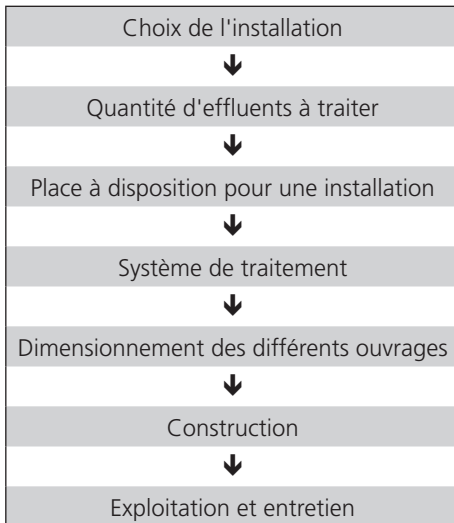 Choix de l'installation
Quantité d'effluents à traiter
Place à disposition pour une installation
Système de traitement
Dimensionnement des différents ouvrages
Construction
Exploitation et entretien